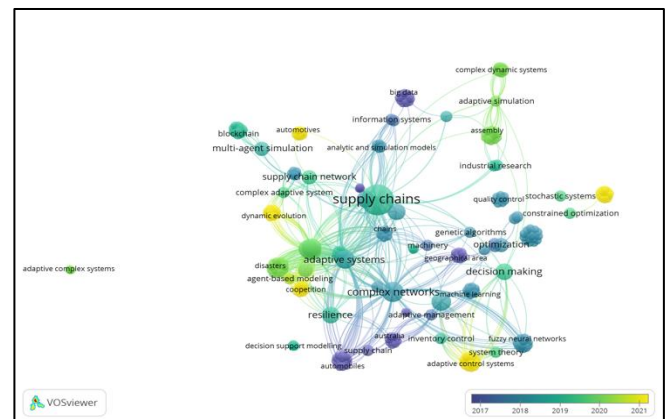 complex dynamic systems
big data
adaptive simulation
information systems
blockchain
automotives
assembly
multi-agent simulation
analytic and simulation models
industrial research
supply chain network
complex adaptive system
supply chains
quality control
stochastic systems
dynamic evolution
constrained optimization
chains
genetic algorithms
machinery
optimization
geographical area
adaptive systems
disasters
adaptive complex systems
decision making
agent-based modeling
coopetition
complex networks
machine learning
resilience
adaptive management
australia
inventory control
fuzzy neural networks
decision support modelling
supply chain
system theory
automobiles
adaptive control systems
VOSviewer
2017 2018 2019 2020 2021